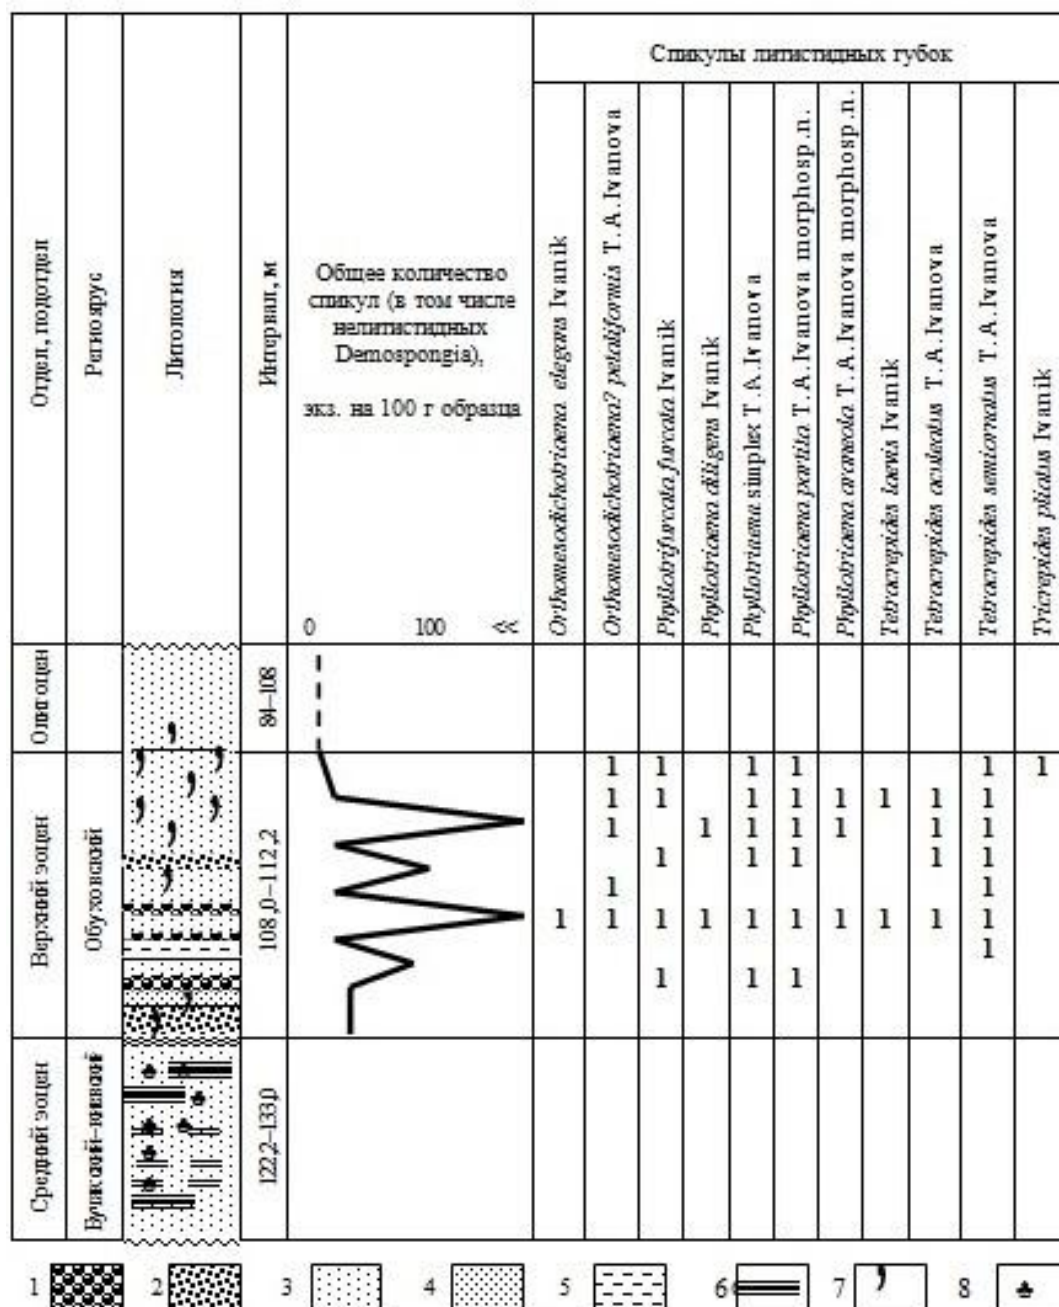 Спикулы литистидных губок
Отдел, подотдел
Региоярус
Литология
Интервал, м
Общее количество
спикул (в том числе
нелитистидных
Demospongia),
экз. на 100 г образца
0 100 <<
Orthomesodichotriaena elegans Ivanik
Orthomesodichotriaena? petaliformis T.A.Ivanova
Phyllotrifurcata furcata Ivanik
Phyllotriaena diligens Ivanik
Phyllotriaena simplex T.A.Ivanova
Phyllotriaena partita T.A.Ivanova morphosp.n.
Phyllotriaena araneola T.A.Ivanova morphosp.n.
Tetracrepides laevis Ivanik
Tetracrepides aculeatus T.A.Ivanova
Tetracrepides semiornatus T.A.Ivanova
Tricrepides pliatus Ivanik
Олигоцен
84–108
Верхний эоцен
Обуховский
108,0–112,2
1 1 1 1 1 1
1 1 1 1 1 1 1 1
1 1 1 1 1 1 1
1 1 1 1 1
1 1
1 1 1 1 1 1 1 1 1 1
1
1 1 1
Средний эоцен
Бучакский–киевский
122,2–133,0
1 2 3 4 5 6 7 8